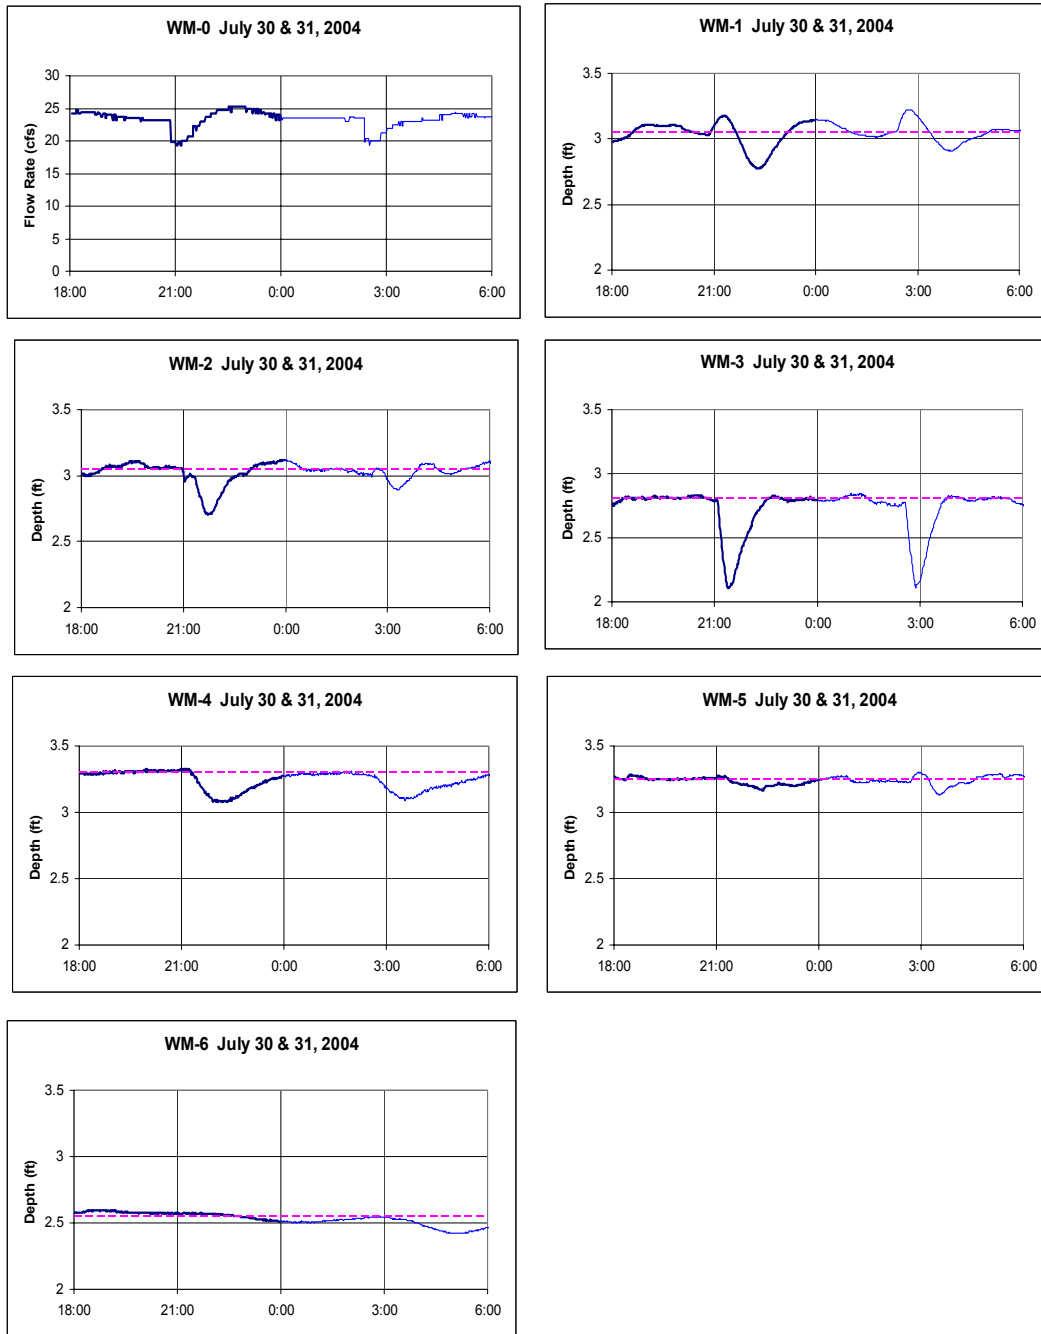 WM-0 July 30 & 31, 2004
Flow Rate (cfs)
30
25
20
15
10
5
0
18:00 21:00 0:00 3:00 6:00
WM-1 July 30 & 31, 2004
Depth (ft)
3.5
3
2.5
2
18:00 21:00 0:00 3:00 6:00
WM-2 July 30 & 31, 2004
Depth (ft)
3.5
3
2.5
2
18:00 21:00 0:00 3:00 6:00
WM-3 July 30 & 31, 2004
Depth (ft)
3.5
3
2.5
2
18:00 21:00 0:00 3:00 6:00
WM-4 July 30 & 31, 2004
Depth (ft)
3.5
3
2.5
2
18:00 21:00 0:00 3:00 6:00
WM-5 July 30 & 31, 2004
Depth (ft)
3.5
3
2.5
2
18:00 21:00 0:00 3:00 6:00
WM-6 July 30 & 31, 2004
Depth (ft)
3.5
3
2.5
2
18:00 21:00 0:00 3:00 6:00